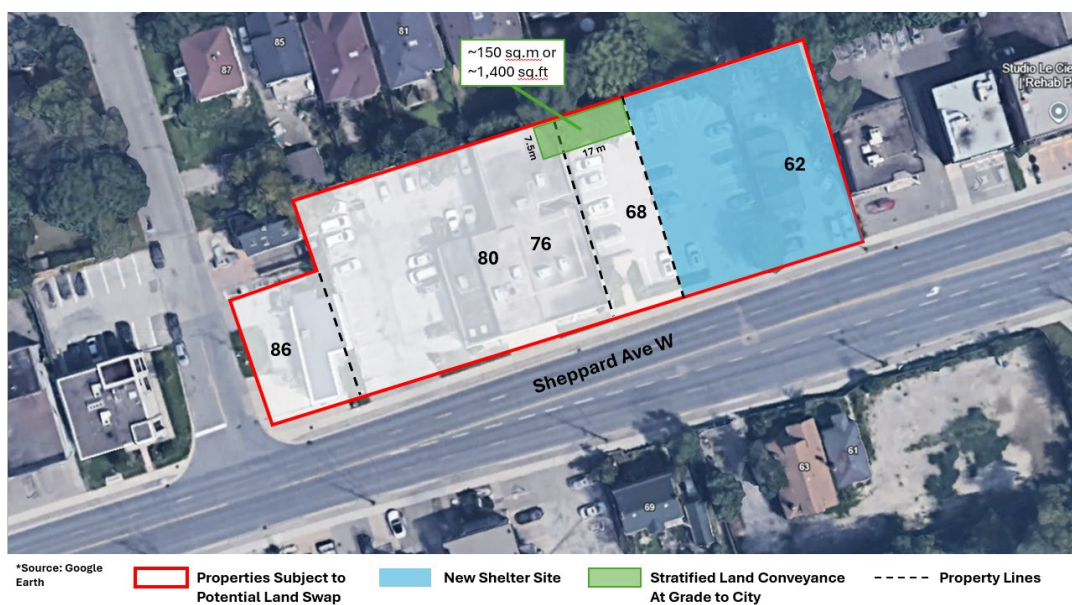 ~150 sq.m or
~1,400 sq.ft
85
81
87
Studio Le Cie
| Rehab P
7.5m
17 m
62
68
76
80
86
Sheppard Ave W
63
61
69
*Source: Google
Earth
Properties Subject to
Potential Land Swap
New Shelter Site
Stratified Land Conveyance
At Grade to City
Property Lines